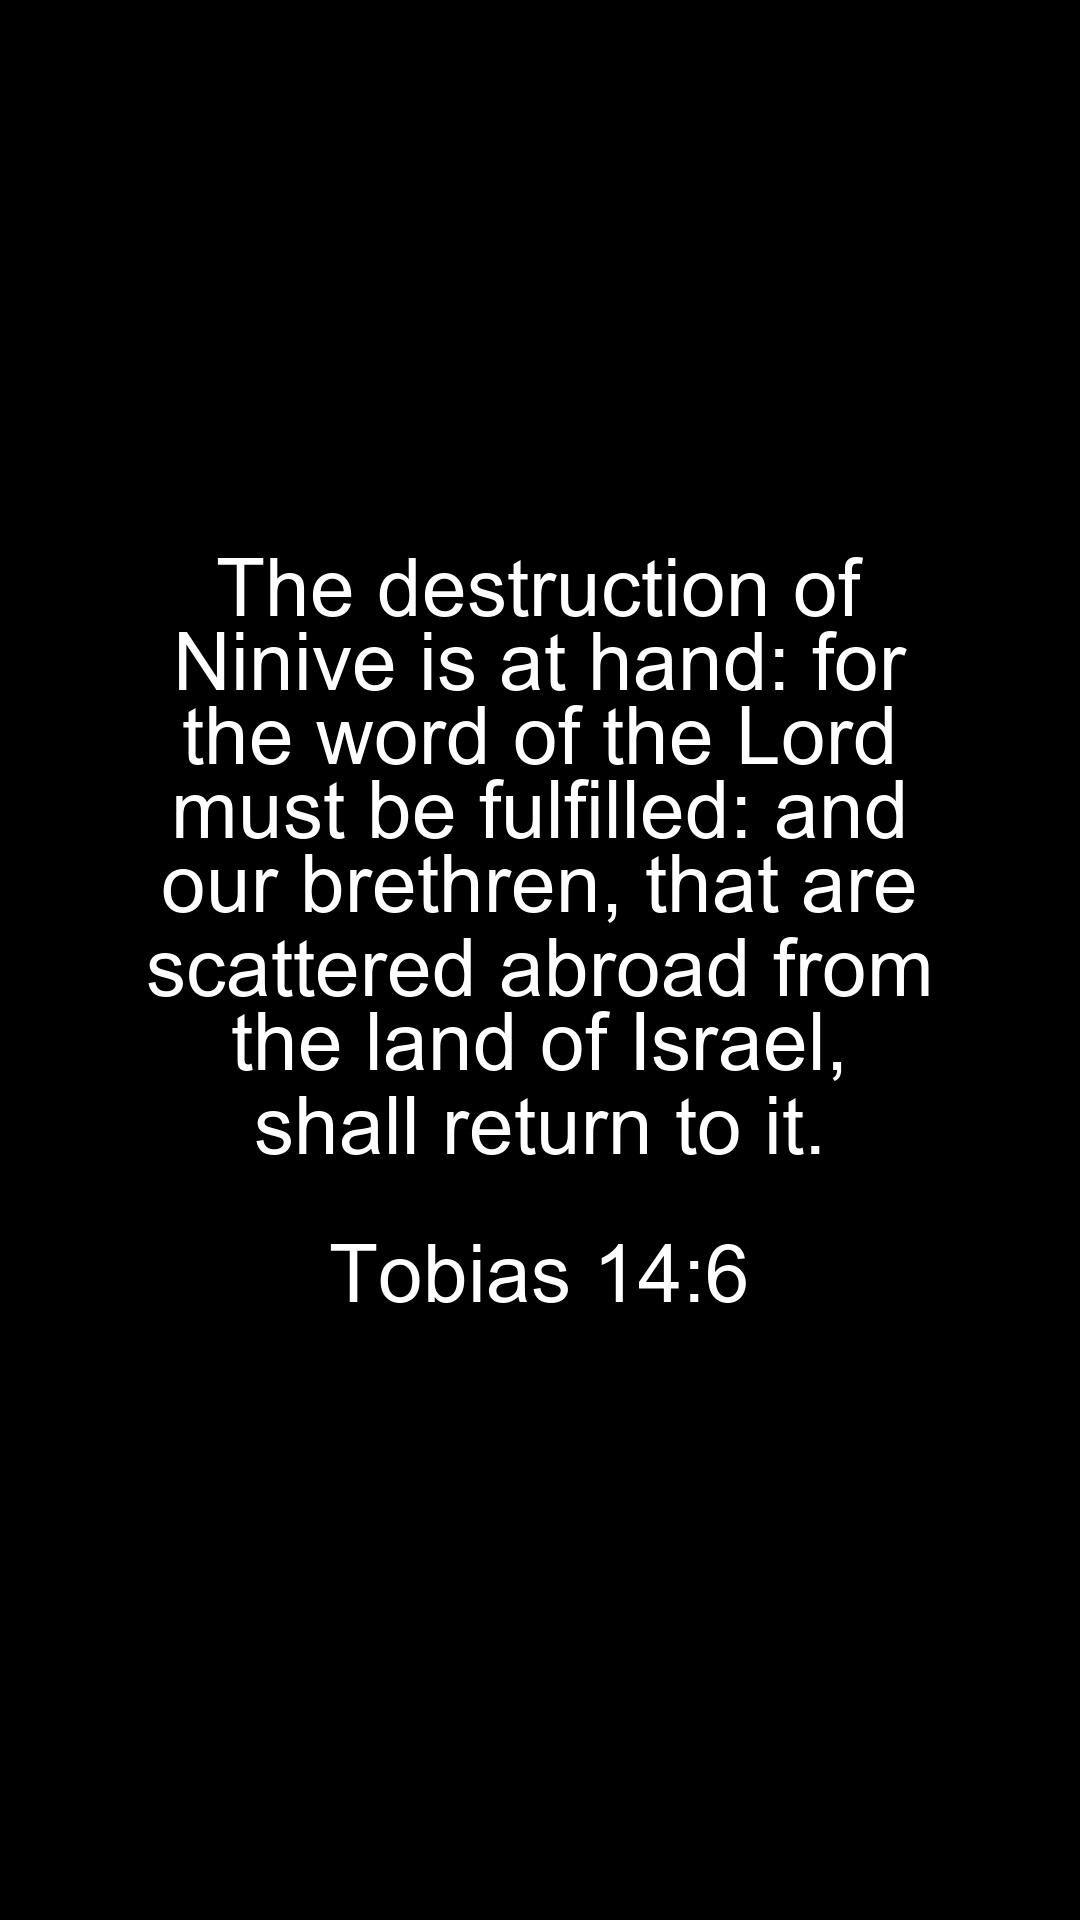 The destruction of
Ninive is at hand: for
the word of the Lord
must be fulfilled: and
our brethren, that are
scattered abroad from
the land of Israel,
shall return to it.
Tobias 14:6